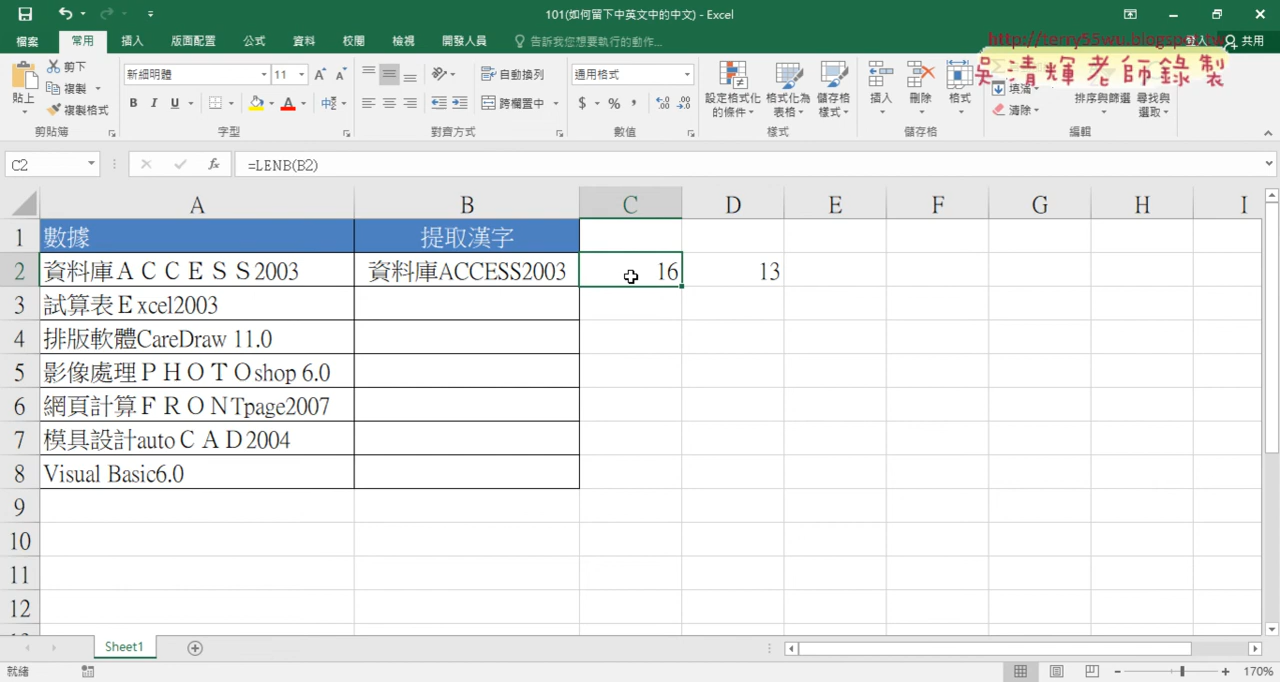 101(如何留下中英文中的中文) - Excel
檔案 常用 插入 版面配置 公式 資料 校閱 檢視 開發人員 告訴我您想要執行的動作... 登入 共用
http://terry55wu.blogspot.tw
吳清輝老師錄製
貼上 剪下 複製 複製格式 剪貼簿
新細明體 11 B I U 中 字型
自動換列 跨欄置中 對齊方式
通用格式 $ % , 數值
設定格式化的條件 格式化為表格 儲存格樣式 樣式
插入 刪除 格式 儲存格
填滿 清除 排序與篩選 尋找與選取 編輯
C2 fx =LENB(B2)
A B C D E F G H I
1 數據 提取漢字
2 資料庫ＡＣＣＥＳＳ2003 資料庫ACCESS2003 16 13
3 試算表Ｅxcel2003
4 排版軟體CareDraw 11.0
5 影像處理ＰＨＯＴＯshop 6.0
6 網頁計算ＦＲＯＮTpage2007
7 模具設計autoＣＡＤ2004
8 Visual Basic6.0
9
10
11
12
Sheet1
就緒 170%